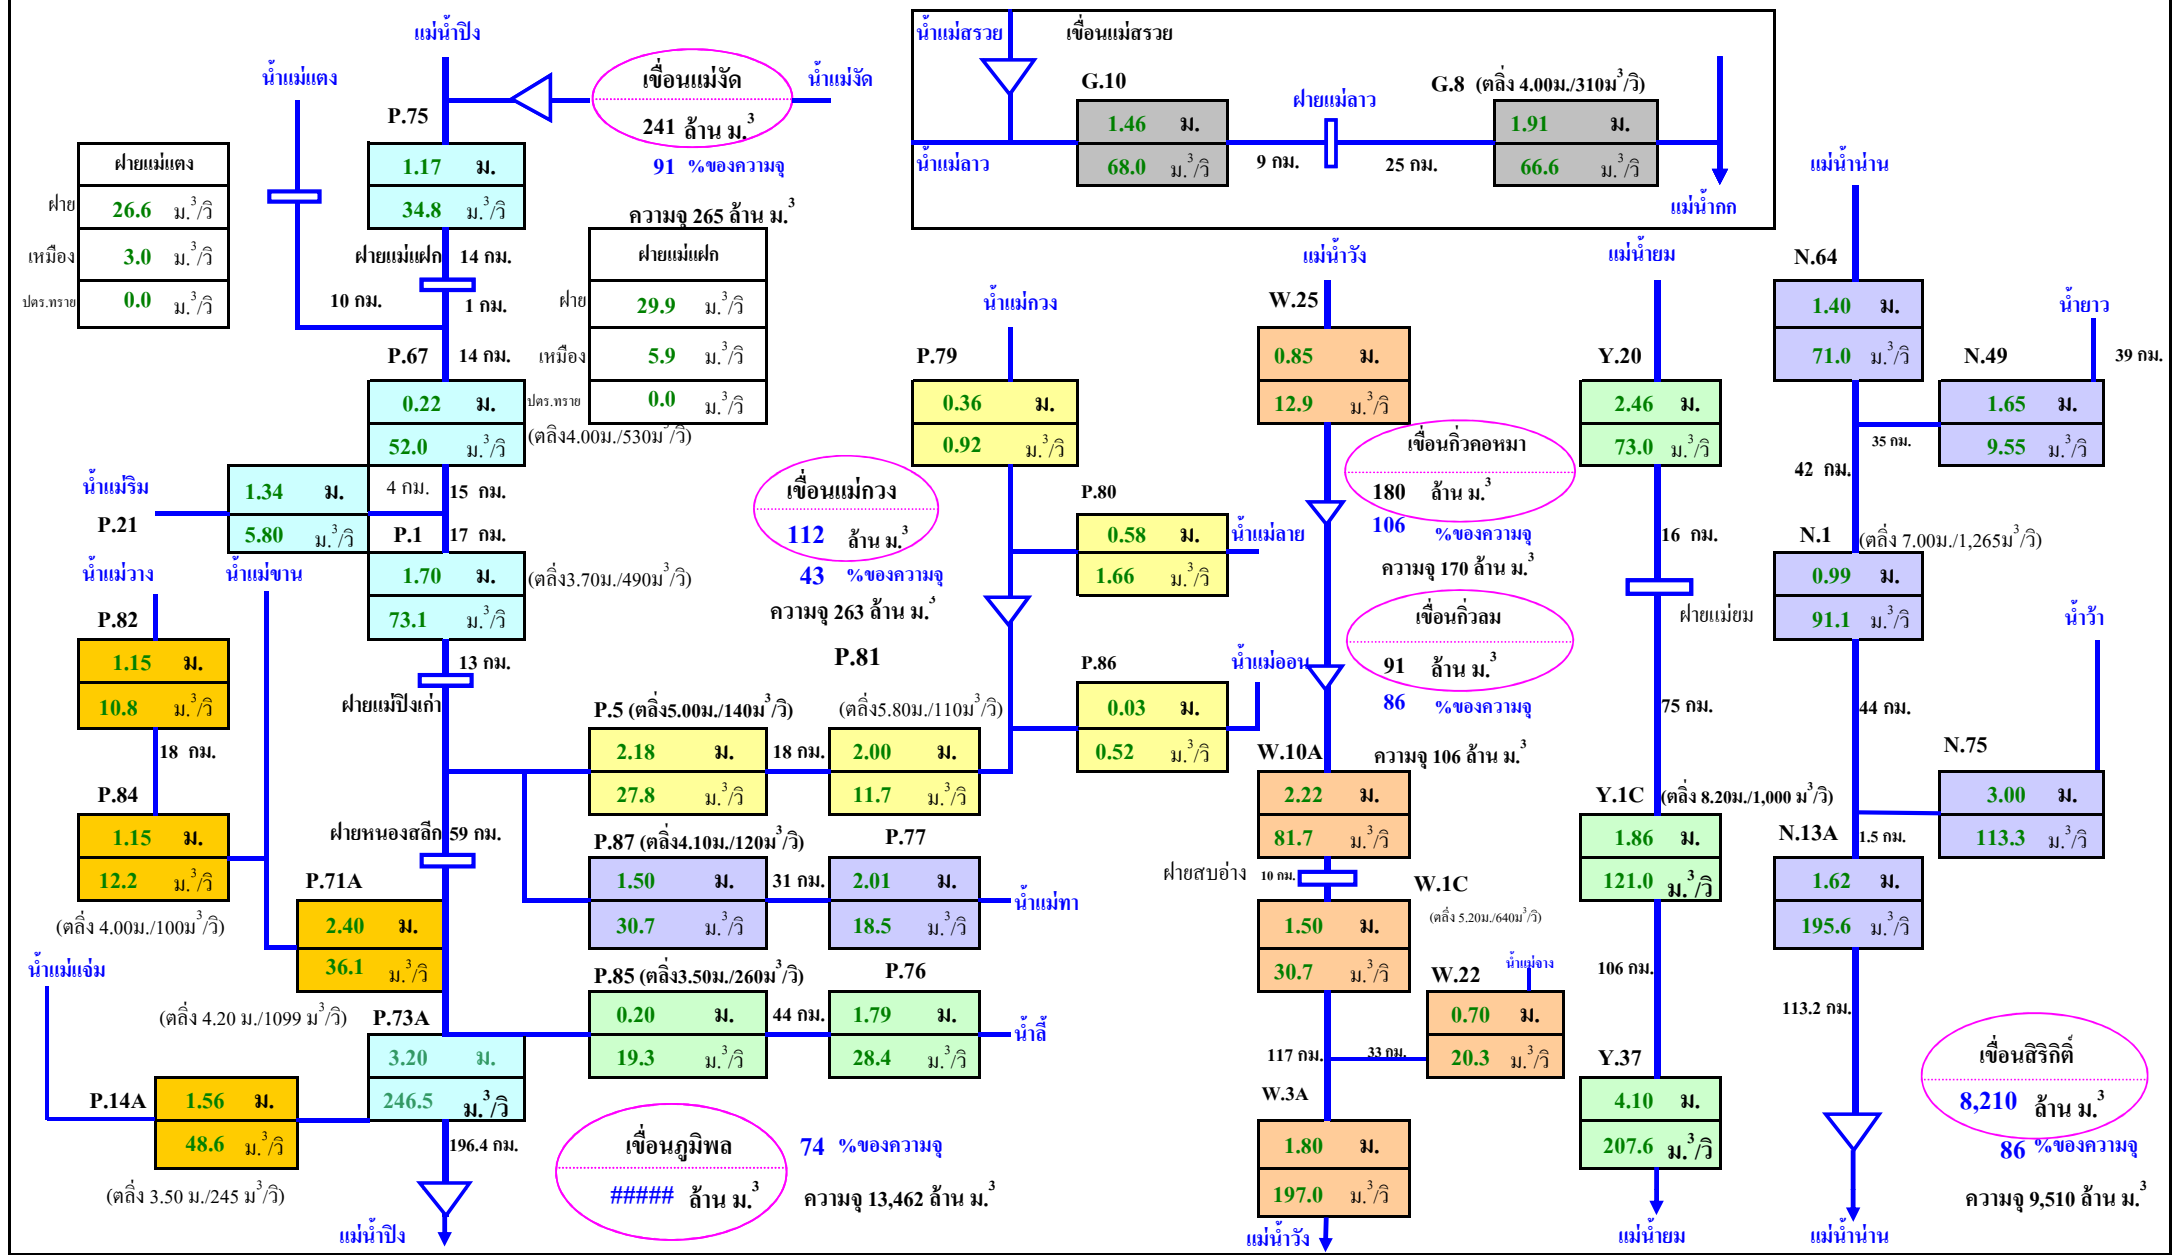 แม่น้ำปิง
น้ำแม่แตง
เขื่อนแม่งัด
241 ล้าน ม.³
91 %ของความจุ
ความจุ 265 ล้าน ม.³
น้ำแม่งัด
น้ำแม่สรวย
เขื่อนแม่สรวย
G.10
1.46 ม.
68.0 ม.³/วิ
น้ำแม่ลาว
9 กม.
ฝายแม่ลาว
25 กม.
G.8 (ตลิ่ง 4.00ม./310ม³/วิ)
1.91 ม.
66.6 ม.³/วิ
แม่น้ำกก
P.75
1.17 ม.
34.8 ม.³/วิ
ฝายแม่แตง
ฝาย 26.6 ม.³/วิ
เหมือง 3.0 ม.³/วิ
ปตร.ทราย 0.0 ม.³/วิ
ฝายแม่แฝก 14 กม.
10 กม.
1 กม.
ฝายแม่แฝก
ฝาย 29.9 ม.³/วิ
เหมือง 5.9 ม.³/วิ
ปตร.ทราย 0.0 ม.³/วิ
P.67 14 กม.
0.22 ม.
52.0 ม.³/วิ
(ตลิ่ง4.00ม./530ม³/วิ)
น้ำแม่ริม
P.21
1.34 ม.
5.80 ม.³/วิ
4 กม.
15 กม.
P.1 17 กม.
1.70 ม.
73.1 ม.³/วิ
(ตลิ่ง3.70ม./490ม³/วิ)
น้ำแม่วาง
น้ำแม่ขาน
P.82
1.15 ม.
10.8 ม.³/วิ
18 กม.
P.84
1.15 ม.
12.2 ม.³/วิ
(ตลิ่ง 4.00ม./100ม³/วิ)
13 กม.
ฝายแม่ปิงเก่า
ฝายหนองสลีก 59 กม.
P.71A
2.40 ม.
36.1 ม.³/วิ
น้ำแม่แจ่ม
(ตลิ่ง 4.20 ม./1099 ม³/วิ)
P.73A
3.20 ม.
246.5 ม.³/วิ
P.14A
1.56 ม.
48.6 ม.³/วิ
(ตลิ่ง 3.50 ม./245 ม³/วิ)
196.4 กม.
แม่น้ำปิง
น้ำแม่กวง
P.79
0.36 ม.
0.92 ม.³/วิ
เขื่อนแม่กวง
112 ล้าน ม.³
43 %ของความจุ
ความจุ 263 ล้าน ม.³
P.80
0.58 ม.
1.66 ม.³/วิ
น้ำแม่ลาย
P.81
P.86
0.03 ม.
0.52 ม.³/วิ
น้ำแม่ออน
P.5 (ตลิ่ง5.00ม./140ม³/วิ)
2.18 ม.
27.8 ม.³/วิ
18 กม.
(ตลิ่ง5.80ม./110ม³/วิ)
2.00 ม.
11.7 ม.³/วิ
P.87 (ตลิ่ง4.10ม./120ม³/วิ)
1.50 ม.
30.7 ม.³/วิ
31 กม.
P.77
2.01 ม.
18.5 ม.³/วิ
น้ำแม่ทา
P.85 (ตลิ่ง3.50ม./260ม³/วิ)
0.20 ม.
19.3 ม.³/วิ
44 กม.
P.76
1.79 ม.
28.4 ม.³/วิ
น้ำลี้
เขื่อนภูมิพล
##### ล้าน ม.³
74 %ของความจุ
ความจุ 13,462 ล้าน ม.³
แม่น้ำวัง
W.25
0.85 ม.
12.9 ม.³/วิ
เขื่อนกิ่วคอหมา
180 ล้าน ม.³
106 %ของความจุ
ความจุ 170 ล้าน ม.³
เขื่อนกิ่วลม
91 ล้าน ม.³
86 %ของความจุ
ความจุ 106 ล้าน ม.³
W.10A
2.22 ม.
81.7 ม.³/วิ
ฝายสบอ่าง 10 กม.
W.1C
(ตลิ่ง 5.20ม./640ม³/วิ)
1.50 ม.
30.7 ม.³/วิ
W.22
น้ำแม่จาง
0.70 ม.
20.3 ม.³/วิ
117 กม.
33 กม.
W.3A
1.80 ม.
197.0 ม.³/วิ
แม่น้ำวัง
แม่น้ำยม
Y.20
2.46 ม.
73.0 ม.³/วิ
16 กม.
ฝายแม่ยม
75 กม.
Y.1C (ตลิ่ง 8.20ม./1,000 ม³/วิ)
1.86 ม.
121.0 ม.³/วิ
106 กม.
Y.37
4.10 ม.
207.6 ม.³/วิ
แม่น้ำยม
แม่น้ำน่าน
N.64
1.40 ม.
71.0 ม.³/วิ
น้ำยาว
39 กม.
N.49
1.65 ม.
9.55 ม.³/วิ
35 กม.
42 กม.
N.1 (ตลิ่ง 7.00ม./1,265ม³/วิ)
0.99 ม.
91.1 ม.³/วิ
น้ำว้า
44 กม.
N.75
3.00 ม.
113.3 ม.³/วิ
N.13A 1.5 กม.
1.62 ม.
195.6 ม.³/วิ
113.2 กม.
เขื่อนสิริกิติ์
8,210 ล้าน ม.³
86 %ของความจุ
ความจุ 9,510 ล้าน ม.³
แม่น้ำน่าน